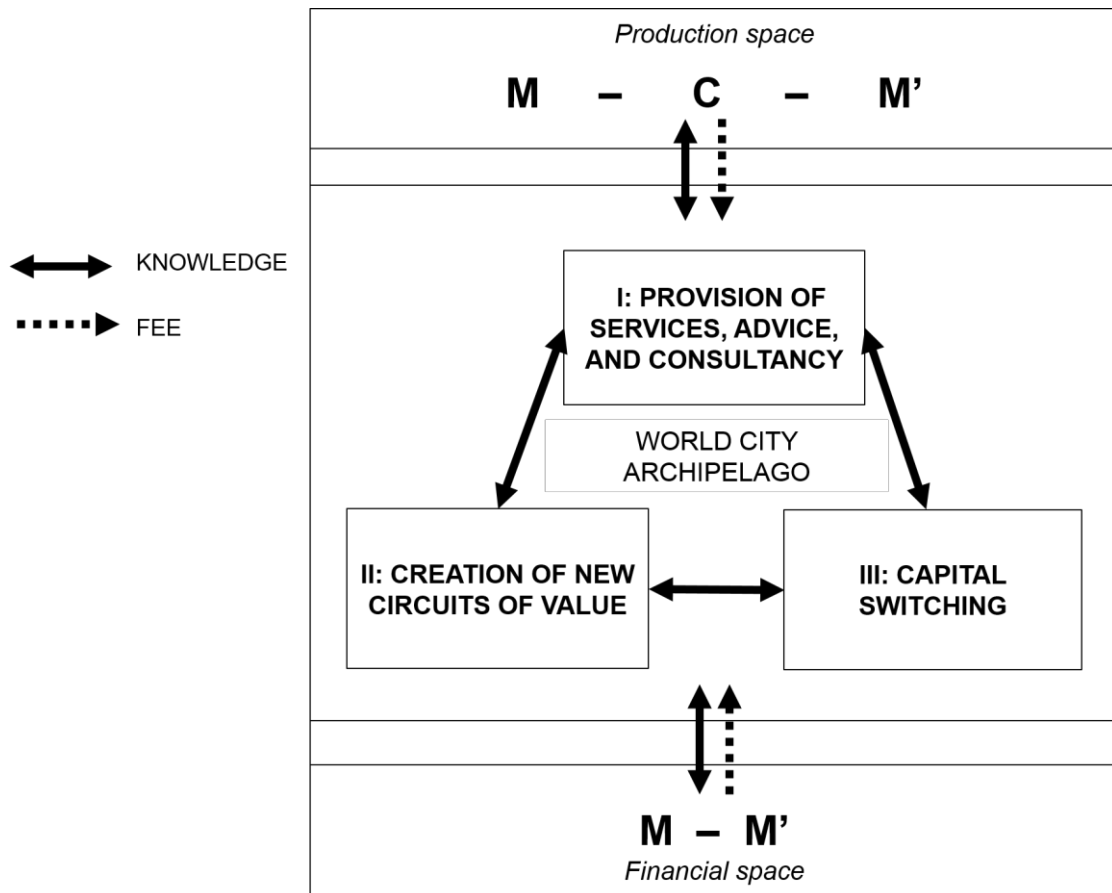 Production space
M – C – M’
KNOWLEDGE
FEE
I: PROVISION OF
SERVICES, ADVICE,
AND CONSULTANCY
WORLD CITY
ARCHIPELAGO
II: CREATION OF NEW
CIRCUITS OF VALUE
III: CAPITAL
SWITCHING
M – M’
Financial space